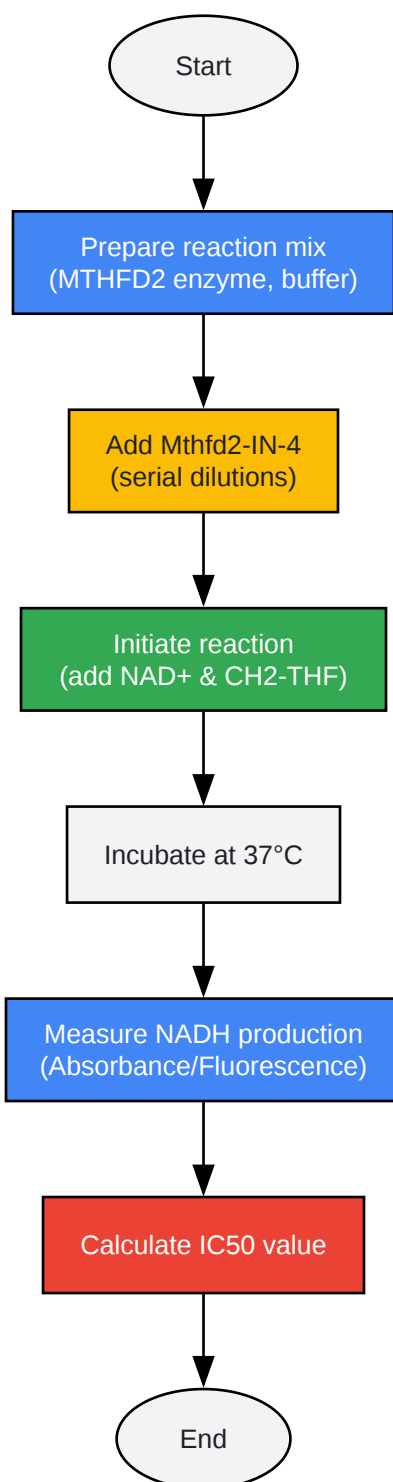 Start
Prepare reaction mix
(MTHFD2 enzyme, buffer)
Add Mthfd2-IN-4
(serial dilutions)
Initiate reaction
(add NAD+ & CH2-THF)
Incubate at 37°C
Measure NADH production
(Absorbance/Fluorescence)
Calculate IC50 value
End